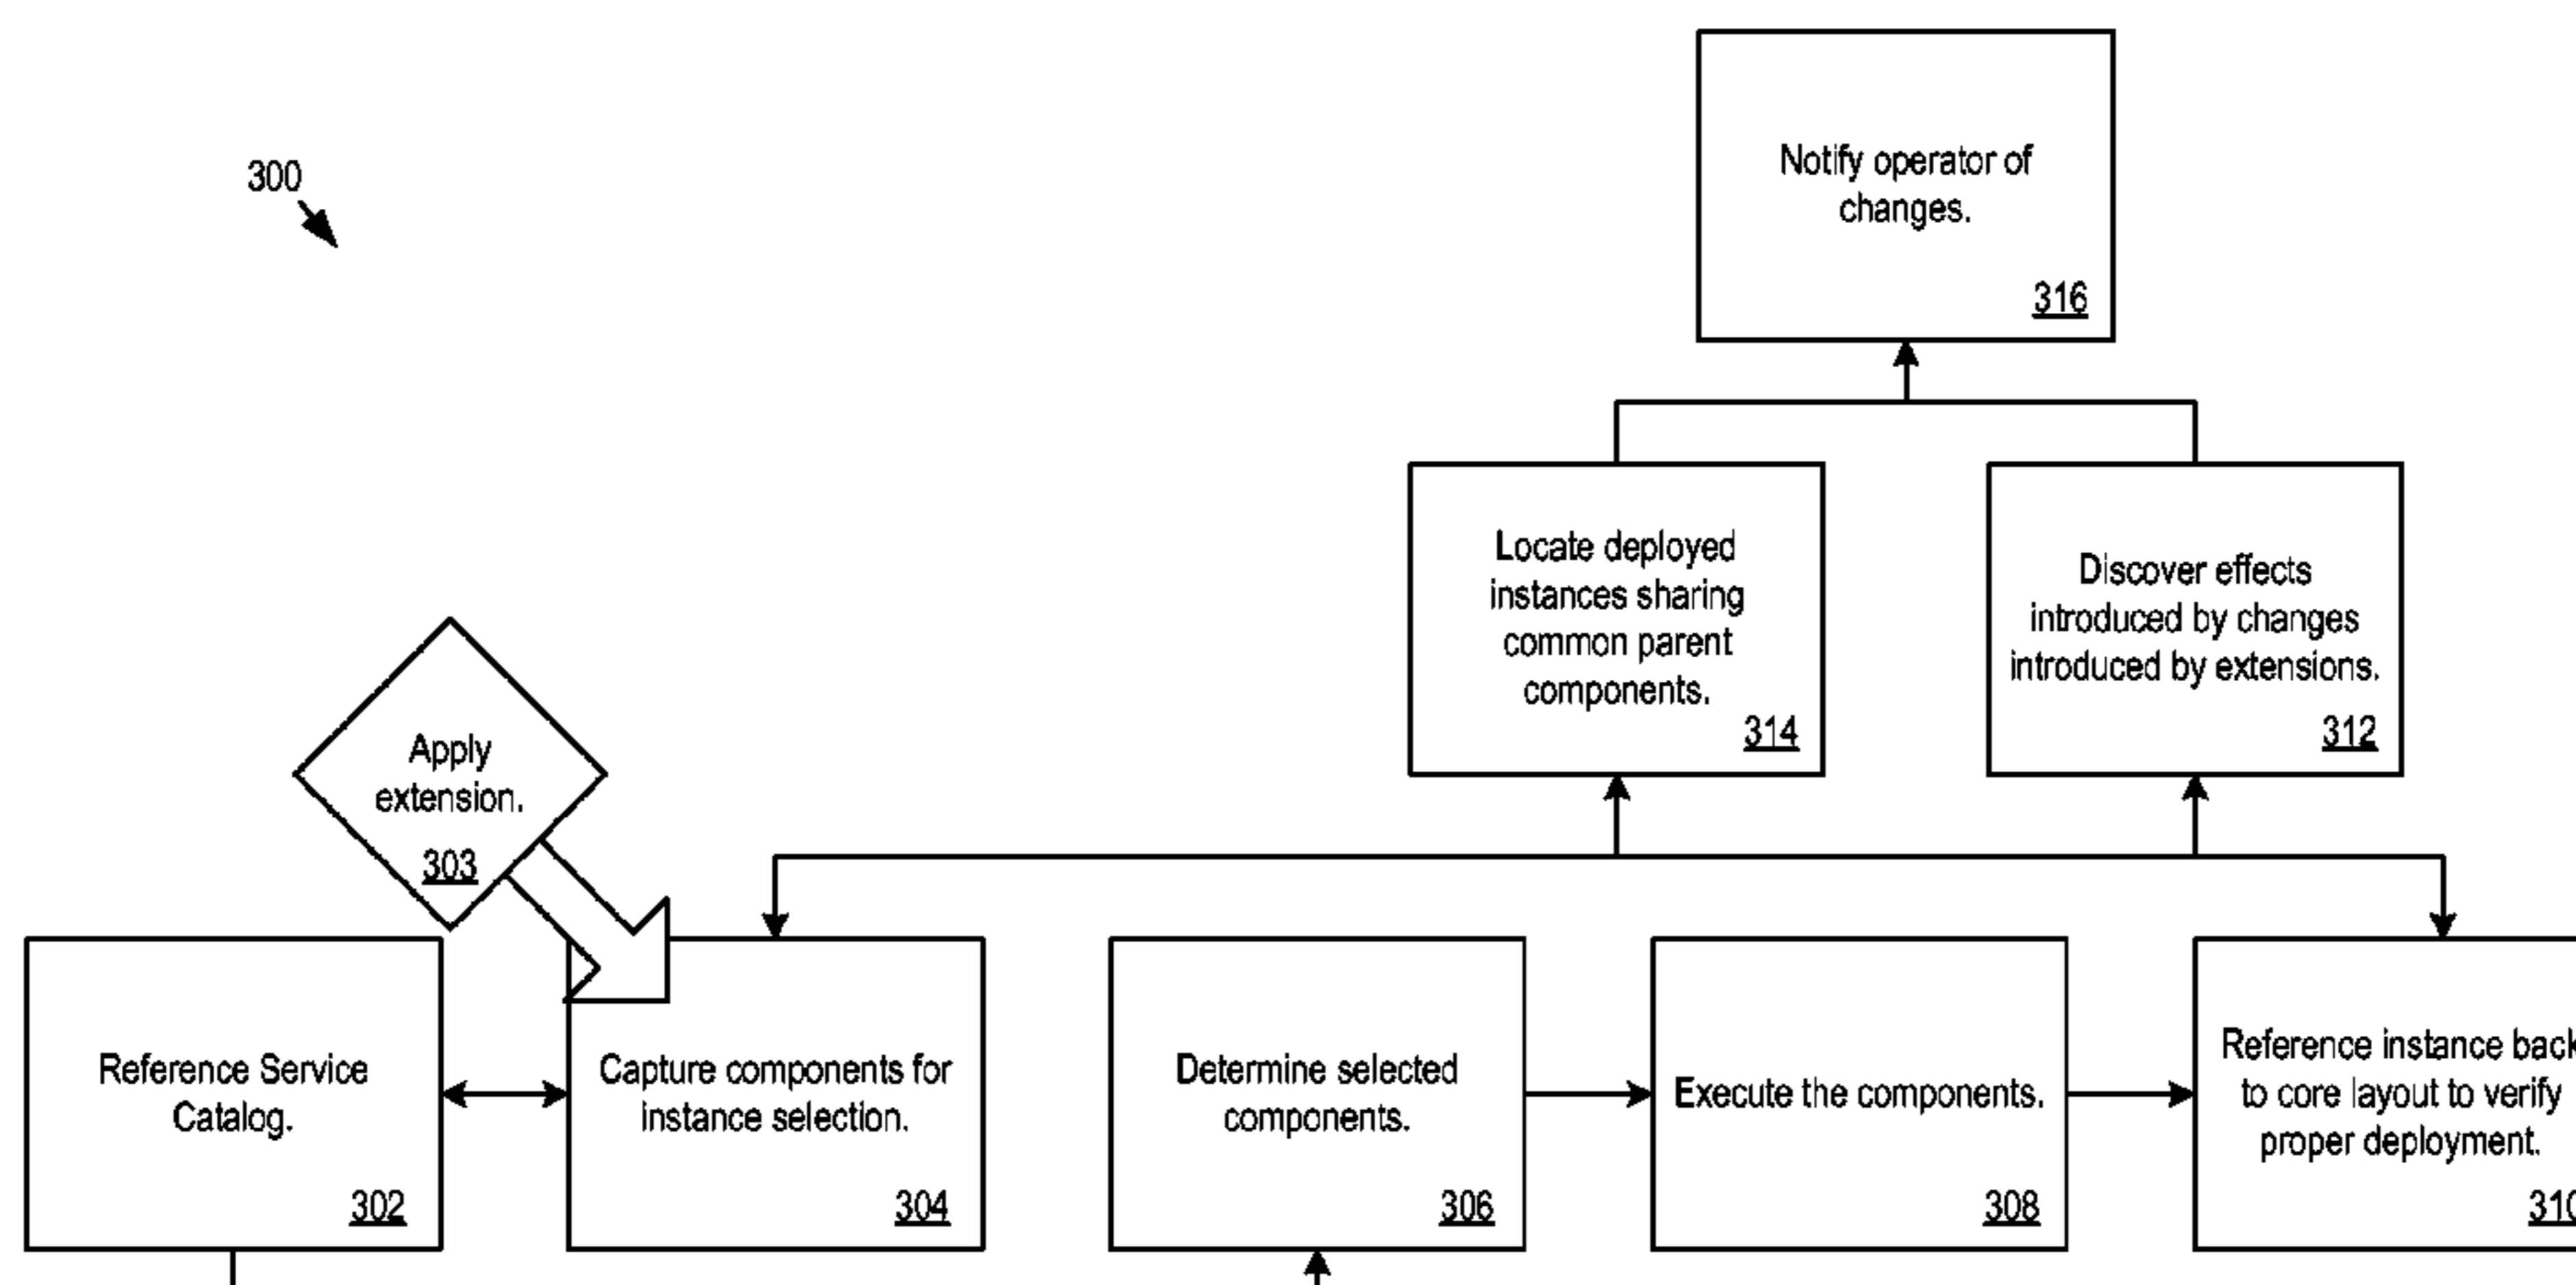 300
Notify operator of
changes.
316
Locate deployed
instances sharing
common parent
components.
314
Discover effects
introduced by changes
introduced by extensions.
312
Apply
extension.
303
Reference Service
Catalog.
302
Capture components for
instance selection.
304
Determine selected
components.
306
Execute the components.
308
Reference instance back
to core layout to verify
proper deployment.
310